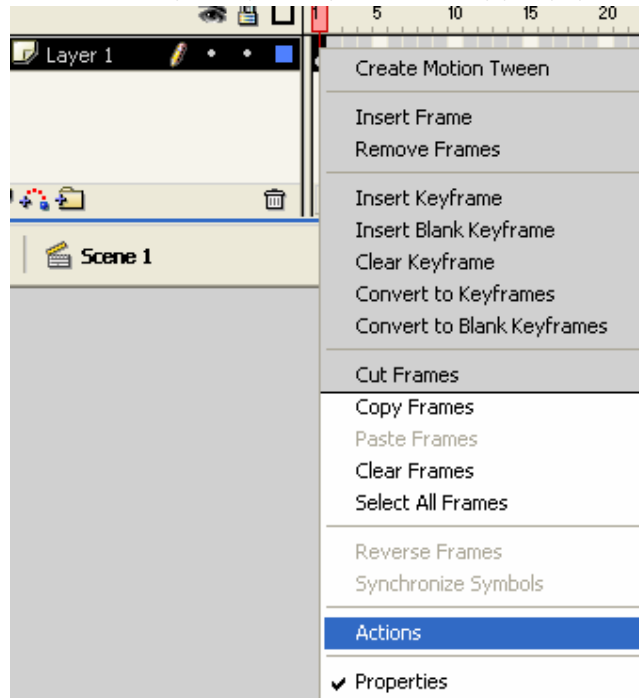 1 5 10 15 20
Layer 1
Create Motion Tween
Insert Frame
Remove Frames
Insert Keyframe
Insert Blank Keyframe
Scene 1
Clear Keyframe
Convert to Keyframes
Convert to Blank Keyframes
Cut Frames
Copy Frames
Paste Frames
Clear Frames
Select All Frames
Reverse Frames
Synchronize Symbols
Actions
Properties